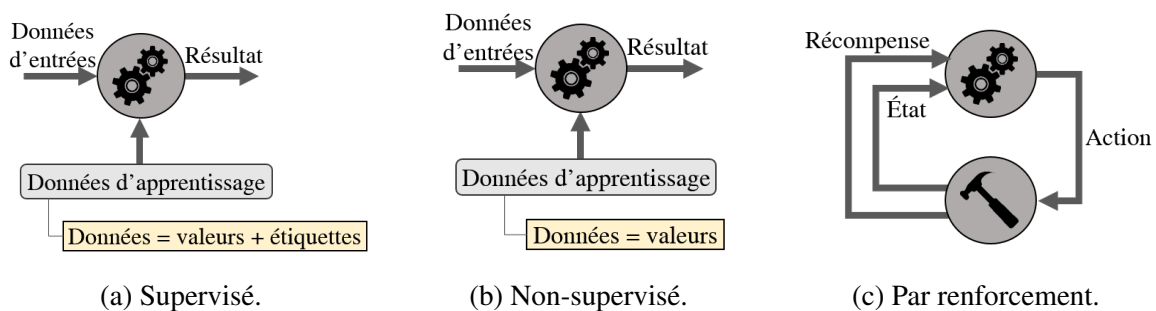 Données
d'entrées
Résultat
Données d'apprentissage
Données = valeurs + étiquettes
(a) Supervisé.
Données
d'entrées
Résultat
Données d'apprentissage
Données = valeurs
(b) Non-supervisé.
Récompense
État
Action
(c) Par renforcement.